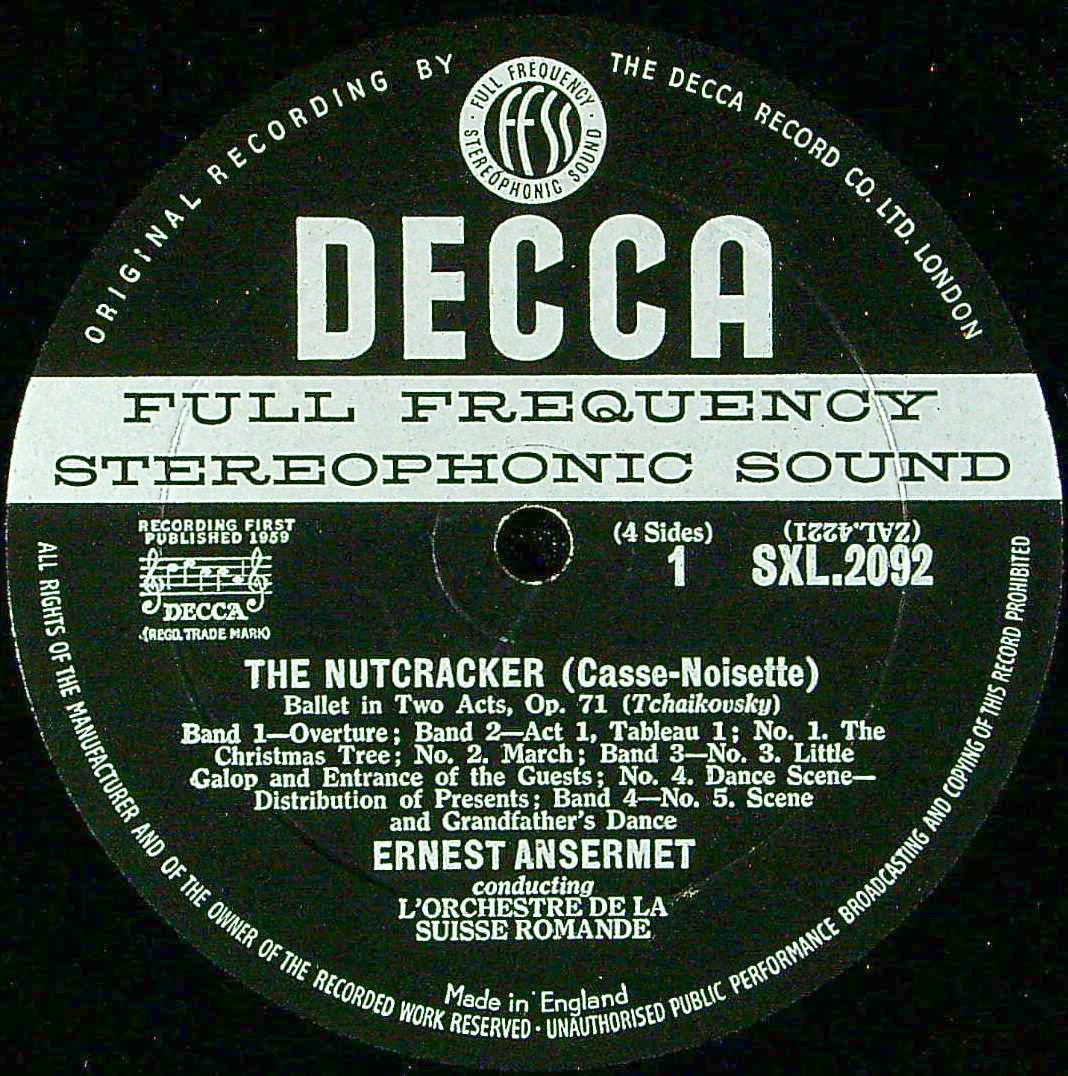 ORIGINAL RECORDING BY
THE DECCA RECORD CO. LTD. LONDON
· FULL FREQUENCY ·
STEREOPHONIC SOUND
FFSS
DECCA
FULL FREQUENCY
STEREOPHONIC SOUND
RECORDING FIRST
PUBLISHED 1959
DECCA
(REGD. TRADE MARK)
(4 Sides)
1
(ZAL.4221)
SXL.2092
THE NUTCRACKER (Casse-Noisette)
Ballet in Two Acts, Op. 71 (Tchaikovsky)
Band 1—Overture; Band 2—Act 1, Tableau 1; No. 1. The
Christmas Tree; No. 2. March; Band 3—No. 3. Little
Galop and Entrance of the Guests; No. 4. Dance Scene—
Distribution of Presents; Band 4—No. 5. Scene
and Grandfather's Dance
ERNEST ANSERMET
conducting
L'ORCHESTRE DE LA
SUISSE ROMANDE
Made in England
ALL RIGHTS OF THE MANUFACTURER AND OF THE OWNER OF THE RECORDED WORK RESERVED · UNAUTHORISED PUBLIC PERFORMANCE BROADCASTING AND COPYING OF THIS RECORD PROHIBITED